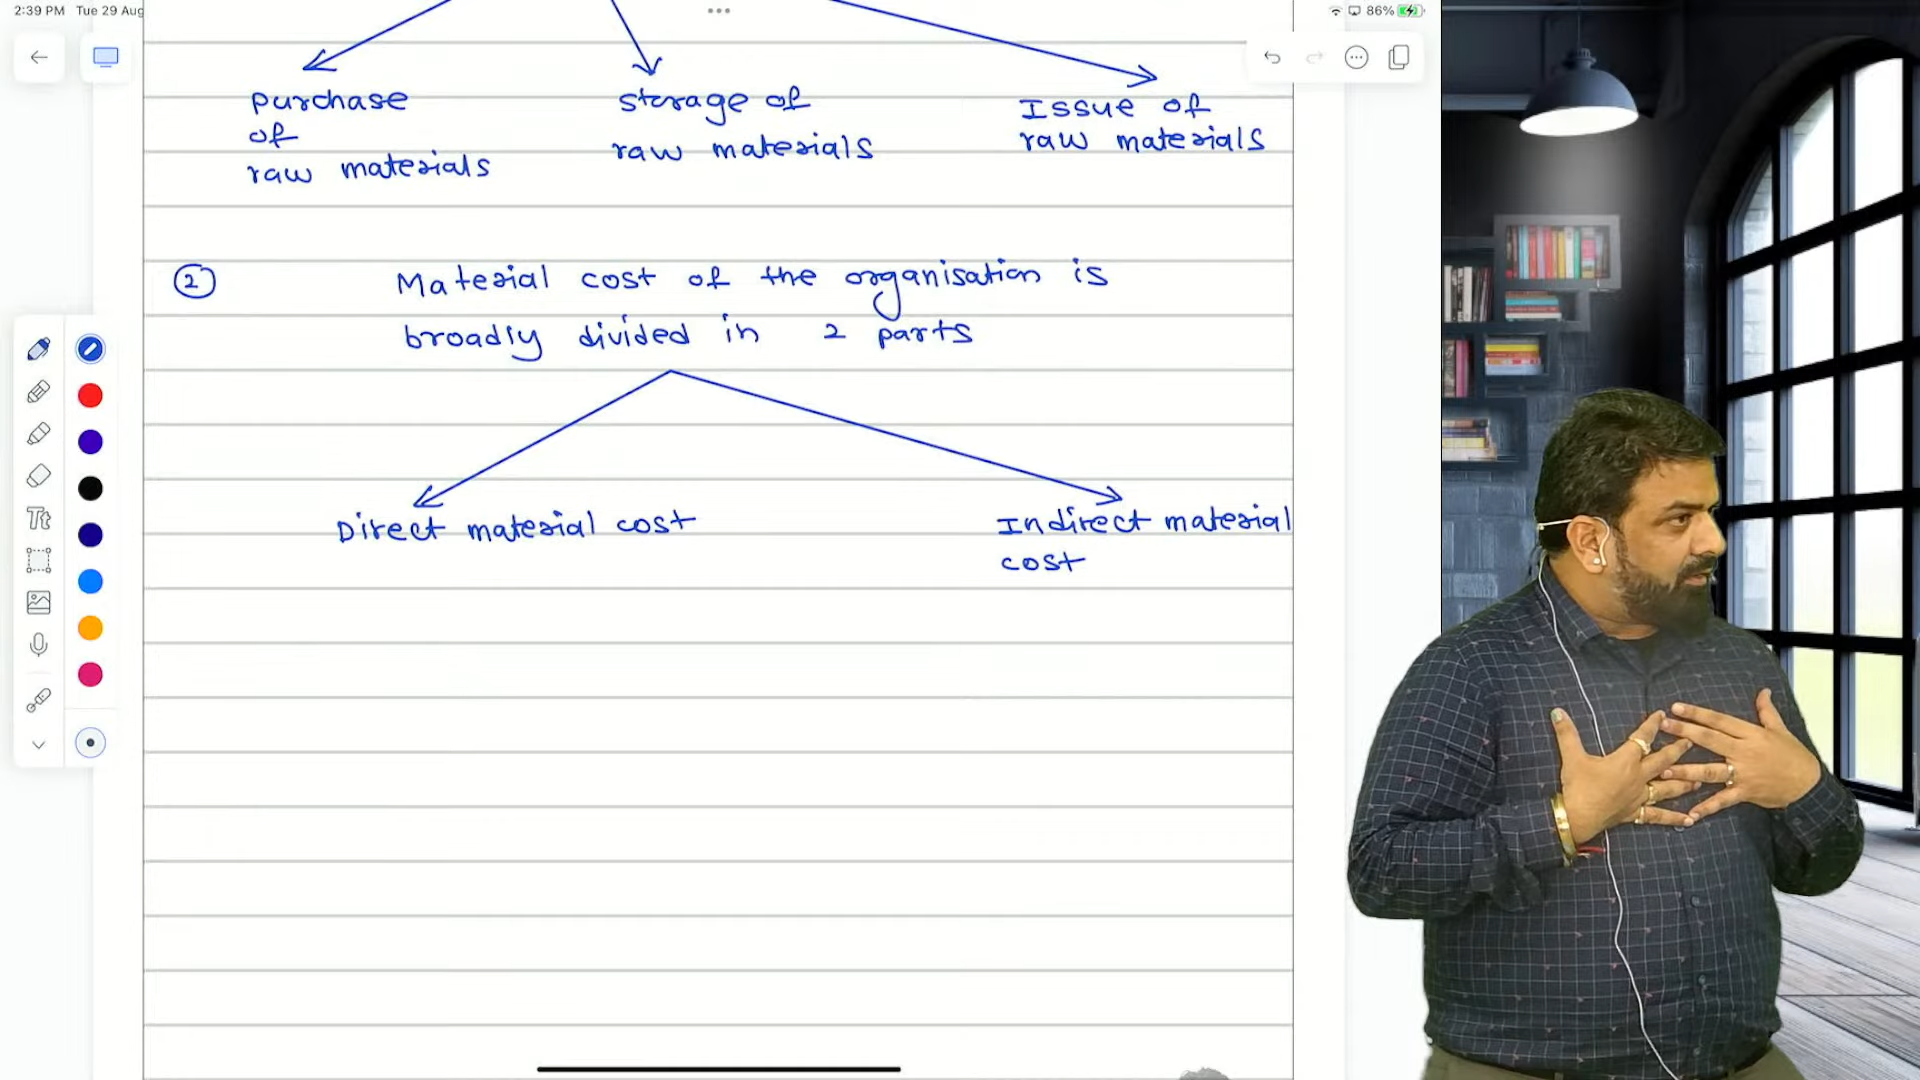 2:39 PM Tue 29 Aug
86%
purchase
of
raw materials
storage of
raw materials
Issue of
raw materials
2
Material cost of the organisation is
broadly divided in 2 parts
Direct material cost
Indirect material
cost
Tt